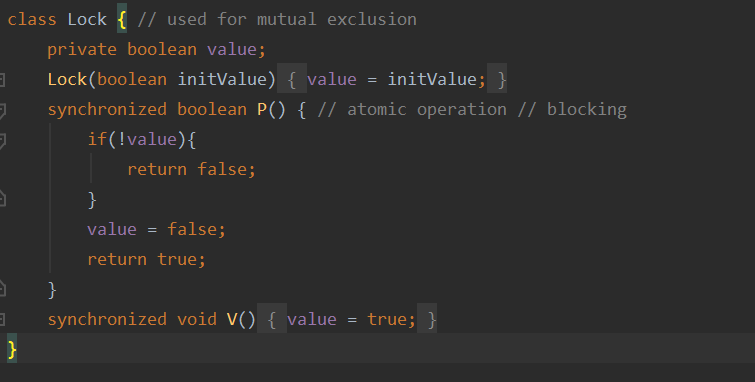 class Lock { // used for mutual exclusion
    private boolean value;
    Lock(boolean initValue) { value = initValue; }
    synchronized boolean P() { // atomic operation // blocking
        if(!value){
            return false;
        }
        value = false;
        return true;
    }
    synchronized void V() { value = true; }
}